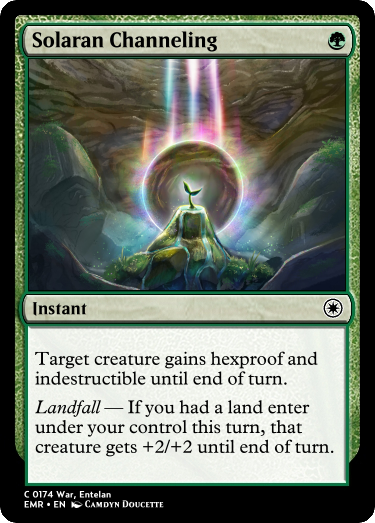 Solaran Channeling
Instant
Target creature gains hexproof and
indestructible until end of turn.
Landfall — If you had a land enter
under your control this turn, that
creature gets +2/+2 until end of turn.
C 0174 War, Entelan
EMR • EN Camdyn Doucette